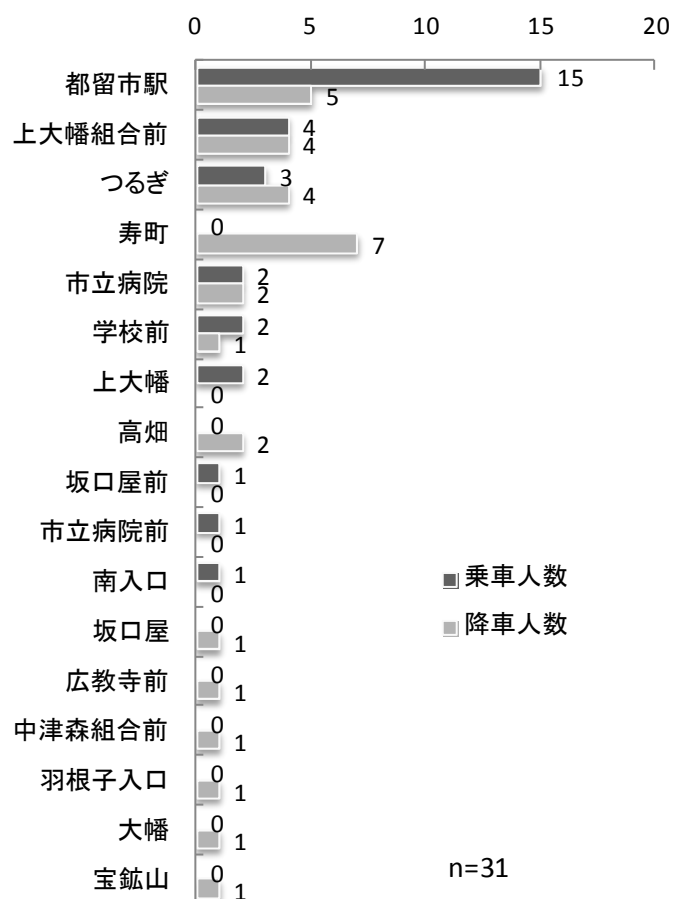 0 5 10 15 20
都留市駅 15
5
上大幡組合前 4
4
つるぎ 3
4
寿町 0
7
市立病院 2
2
学校前 2
1
上大幡 2
0
高畑 0
2
坂口屋前 1
0
市立病院前 1
0
南入口 1
0
乗車人数
坂口屋 0
1
降車人数
広教寺前 0
1
中津森組合前 0
1
羽根子入口 0
1
大幡 0
1
宝鉱山 0
1
n=31